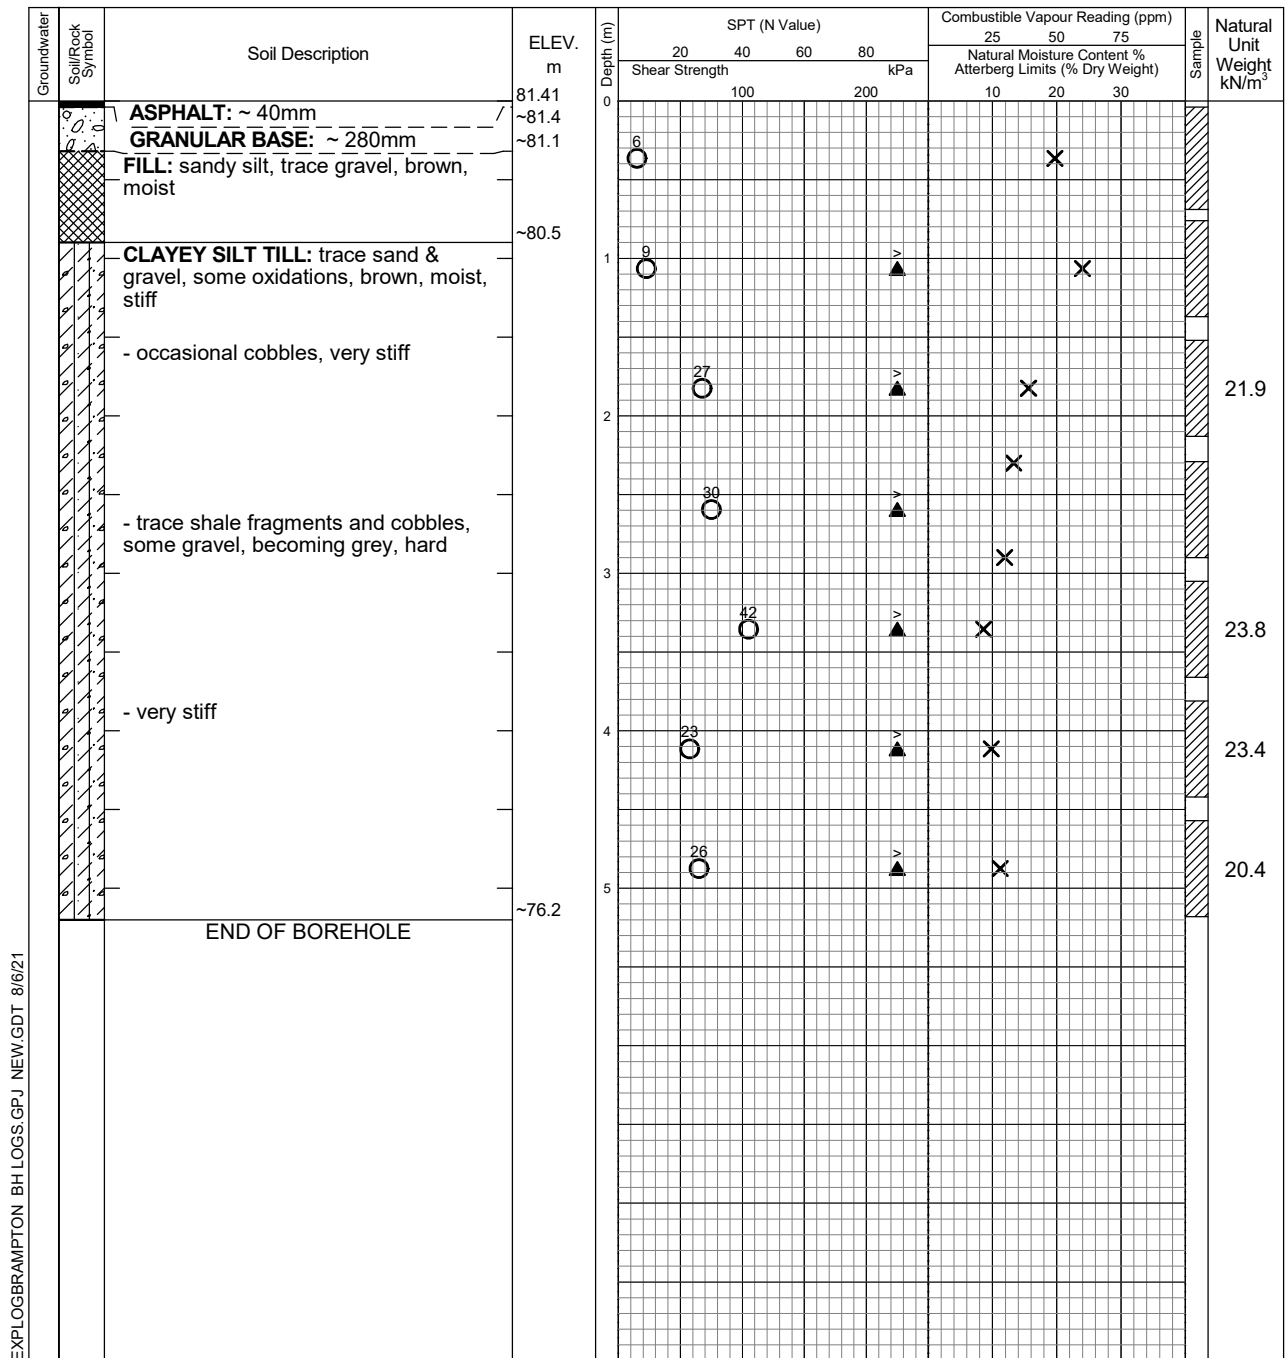 Groundwater
Soil/Rock
Symbol
Soil Description
ELEV.
m
Depth (m)
SPT (N Value)
20 40 60 80
Shear Strength kPa
100 200
Combustible Vapour Reading (ppm)
25 50 75
Natural Moisture Content %
Atterberg Limits (% Dry Weight)
10 20 30
Sample
Natural
Unit
Weight
kN/m³
81.41
0
ASPHALT: ~ 40mm
~81.4
GRANULAR BASE: ~ 280mm
~81.1
6
FILL: sandy silt, trace gravel, brown,
moist
~80.5
CLAYEY SILT TILL: trace sand &
gravel, some oxidations, brown, moist,
stiff
1
9
>
- occasional cobbles, very stiff
27
>
21.9
2
30
>
- trace shale fragments and cobbles,
some gravel, becoming grey, hard
3
42
>
23.8
- very stiff
4
23
>
23.4
26
>
20.4
5
~76.2
END OF BOREHOLE
EXPLOGBRAMPTON BH LOGS.GPJ NEW.GDT 8/6/21